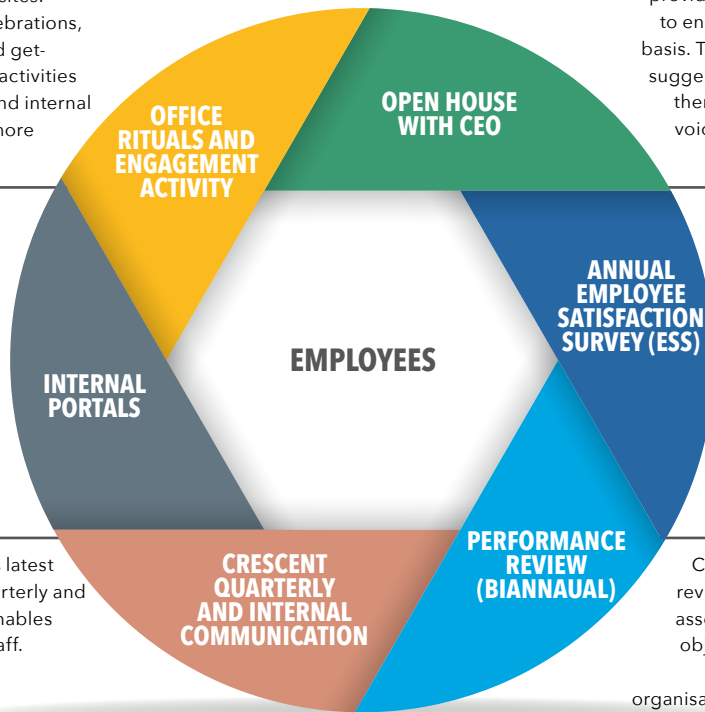 sites.
ebrations,
d get-
activities
nd internal
more
provid
to en
basis. T
sugge
ther
voic
OFFICE
RITUALS AND
ENGAGEMENT
ACTIVITY
OPEN HOUSE
WITH CEO
ANNUAL
EMPLOYEE
SATISFACTION
SURVEY (ESS)
EMPLOYEES
INTERNAL
PORTALS
CRESCENT
QUARTERLY
AND INTERNAL
COMMUNICATION
PERFORMANCE
REVIEW
(BIANNAUAL)
latest
rterly and
nables
aff.
C
rev
asse
obj
organisa